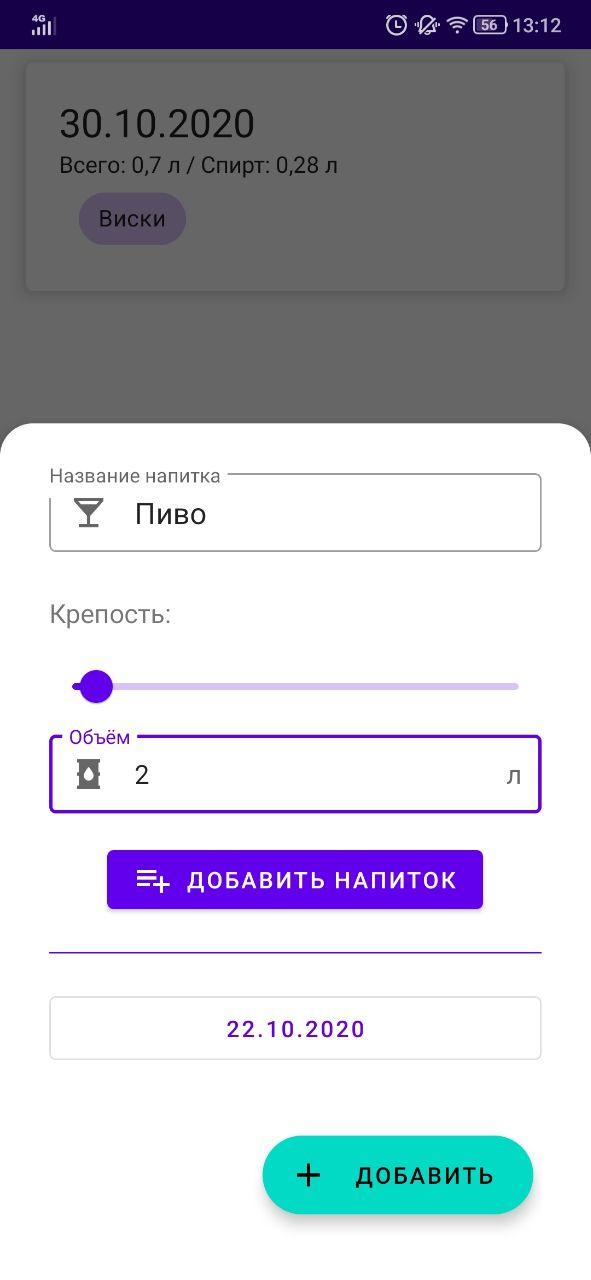 4G 56 13:12
30.10.2020
Всего: 0,7 л / Спирт: 0,28 л
Виски
Название напитка
Пиво
Крепость:
Объём
2 л
ДОБАВИТЬ НАПИТОК
22.10.2020
+ ДОБАВИТЬ